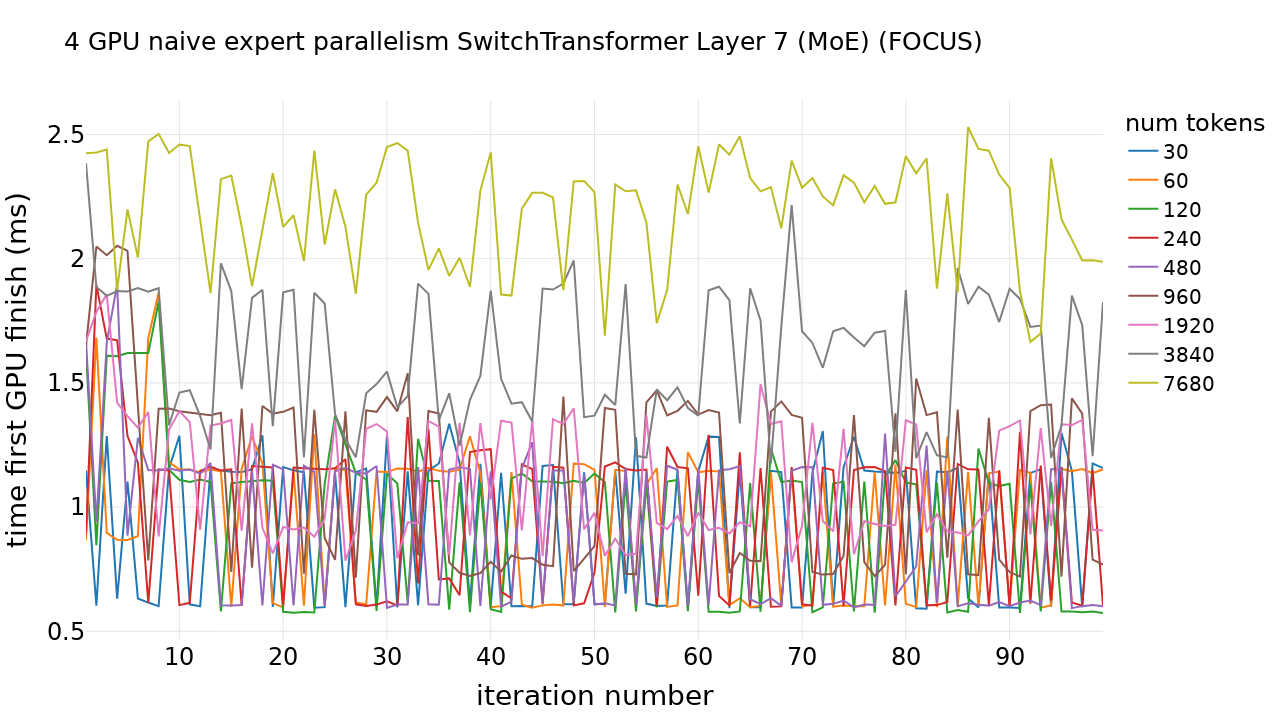 4 GPU naive expert parallelism SwitchTransformer Layer 7 (MoE) (FOCUS)
time first GPU finish (ms)
2.5
2
1.5
1
0.5
10 20 30 40 50 60 70 80 90
iteration number
num tokens
30
60
120
240
480
960
1920
3840
7680